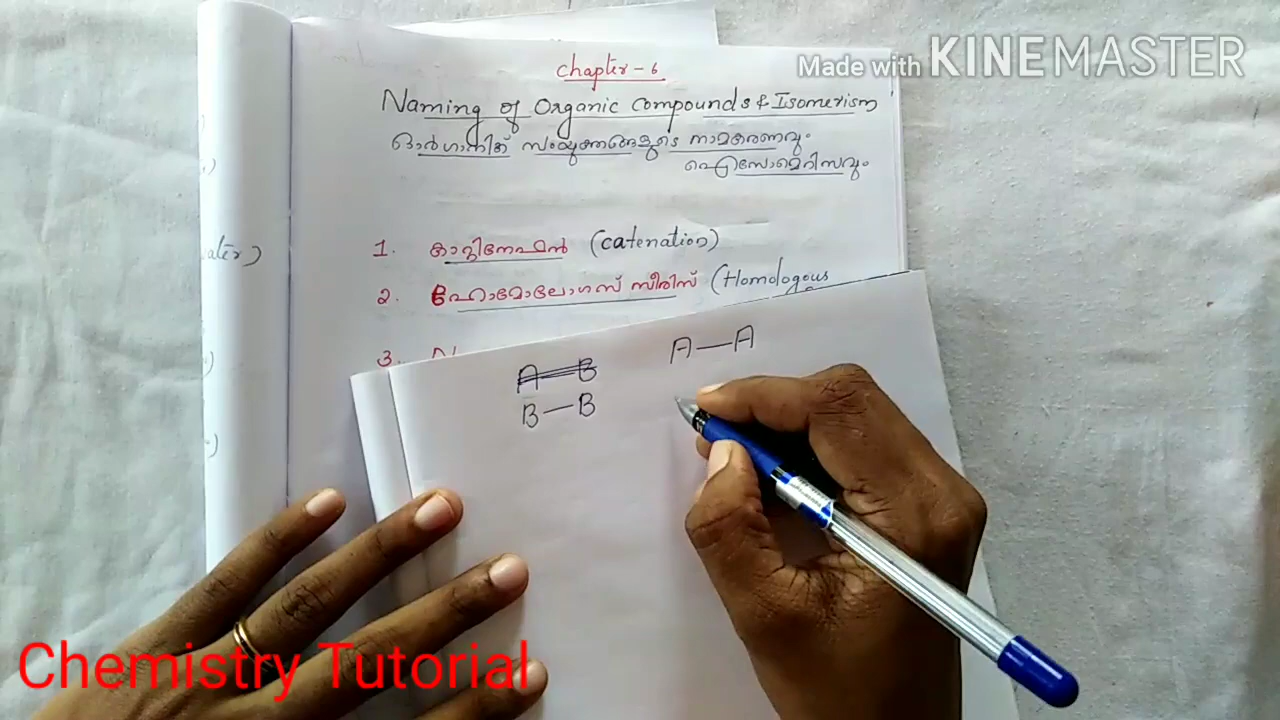 Made with KINEMASTER
Chapter - 6
Naming of Organic Compounds & Isomerism
ഓർഗാനിക് സംയുക്തങ്ങളുടെ നാമകരണവും
ഐസോമെറിസവും
ater)
1. കാറ്റിനേഷൻ (Catenation)
2. ഹോമോലോഗസ് സീരിസ് (Homologous
3.
A — A
A — B
B — B
Chemistry Tutorial